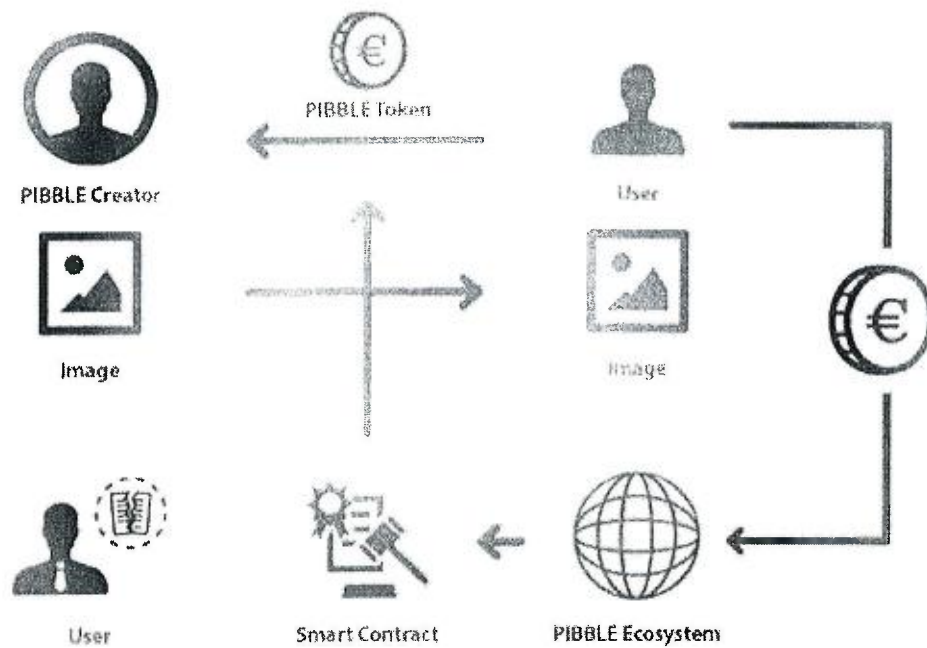 PIBBLE Token
PIBBLE Creator
User
Image
Image
User
Smart Contract
PIBBLE Ecosystem